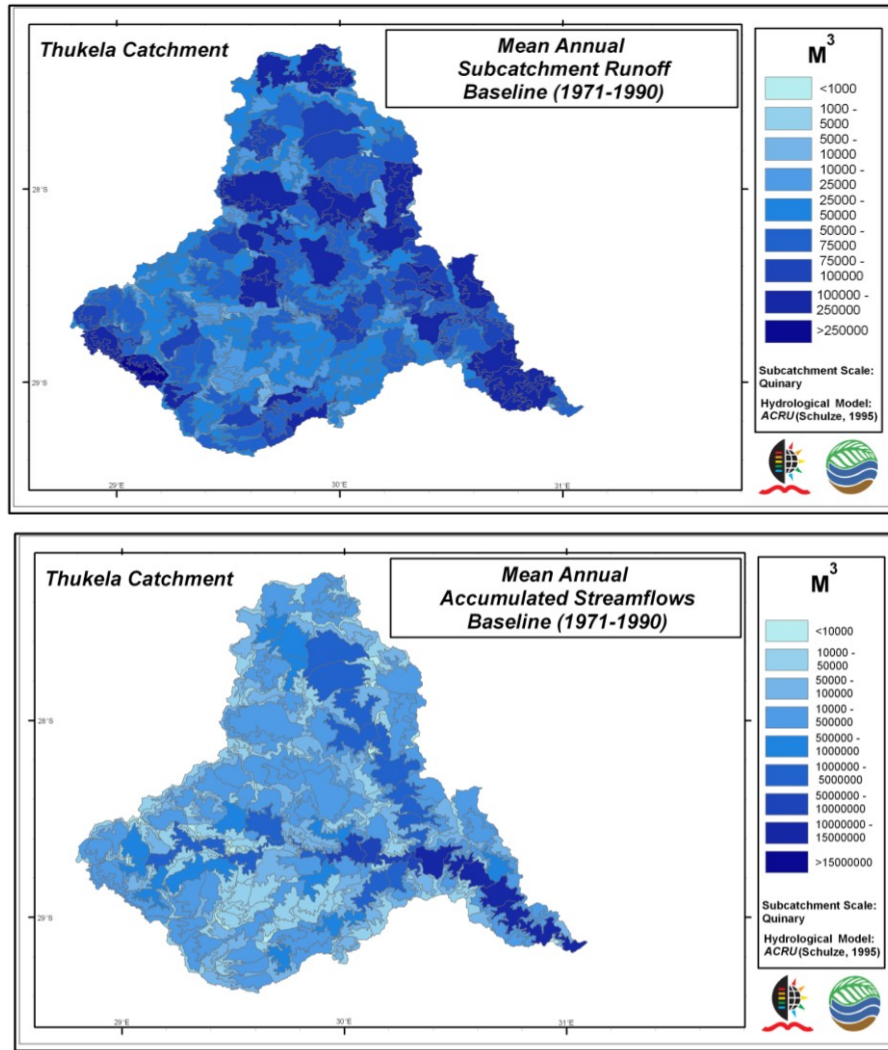 Thukela Catchment
Mean Annual
Subcatchment Runoff
Baseline (1971-1990)
M³
<1000
1000 -
5000
5000 -
10000
10000 -
25000
25000 -
50000
50000 -
75000
75000 -
100000
100000 -
250000
>250000
28°S
29°S
29°E
30°E
31°E
Subcatchment Scale:
Quinary
Hydrological Model:
ACRU (Schulze, 1995)
Thukela Catchment
Mean Annual
Accumulated Streamflows
Baseline (1971-1990)
M³
<10000
10000 -
50000
50000 -
100000
10000 -
500000
500000 -
1000000
1000000 -
5000000
5000000 -
10000000
10000000 -
15000000
>15000000
28°S
29°S
29°E
30°E
31°E
Subcatchment Scale:
Quinary
Hydrological Model:
ACRU (Schulze, 1995)